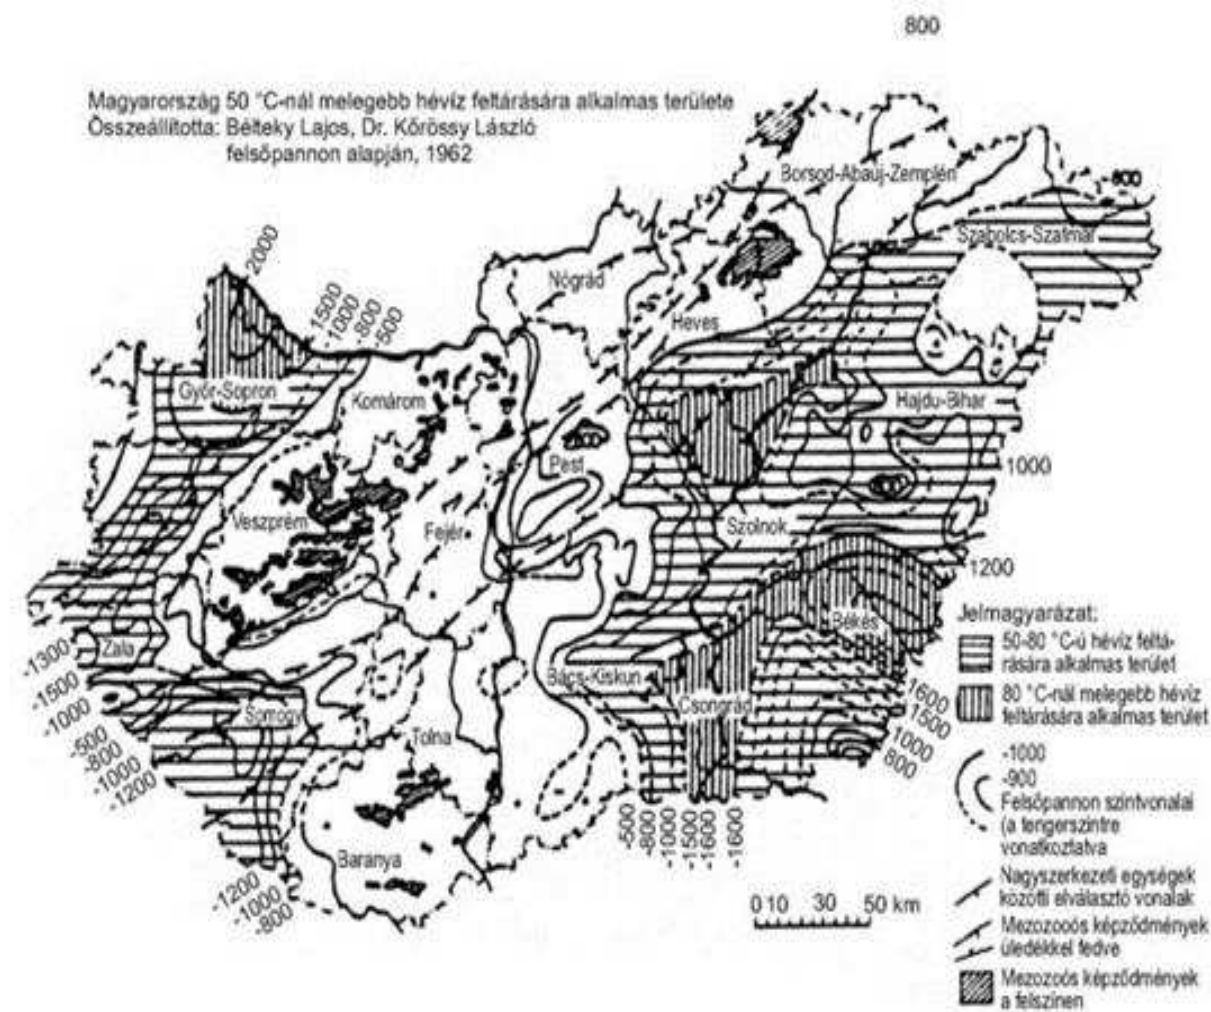 800
Magyarország 50 °C-nál melegebb hévíz feltárására alkalmas területe
Összeállította: Bélteky Lajos, Dr. Kőrössy László
felsőpannon alapján, 1962
Borsod-Abaúj-Zemplén
-800
Szabolcs-Szatmár
2000
Nógrád
1500
-1000
-800
-500
Heves
Győr-Sopron
Komárom
Hajdu-Bihar
Pest
1000
Veszprém
Fejér
Szolnok
1200
Békés
Zala
-1300
-1500
-1000
-500
-800
-1000
-1200
Bács-Kiskun
Csongrád
Somogy
Tolna
1600
1500
1000
800
Baranya
-500
-800
-1000
-1500
-1600
-1600
-1200
-1000
-800
0 10 30 50 km
Jelmagyarázat:
50-80 °C-ú hévíz feltá-
rására alkalmas terület
80 °C-nál melegebb hévíz
feltárására alkalmas terület
-1000
-900
Felsőpannon szintvonalai
(a tengerszintre
vonatkoztatva
Nagyszerkezeti egységek
közötti elválasztó vonalak
Mezozooós képződmények
üledékkel fedve
Mezozoós képződmények
a felszínen